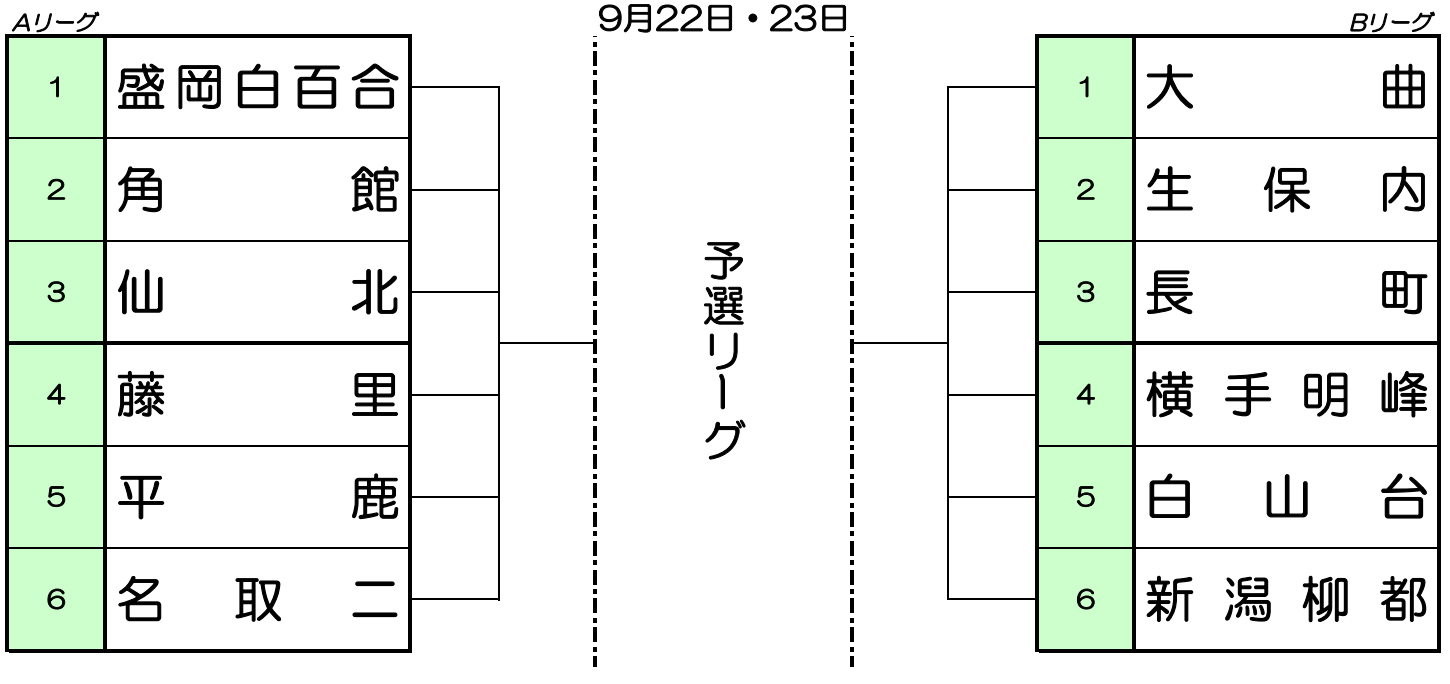 Aリーグ
9月22日・23日
Bリーグ
1 盛岡白百合
2 角館
3 仙北
4 藤里
5 平鹿
6 名取二
予選リーグ
1 大曲
2 生保内
3 長町
4 横手明峰
5 白山台
6 新潟柳都